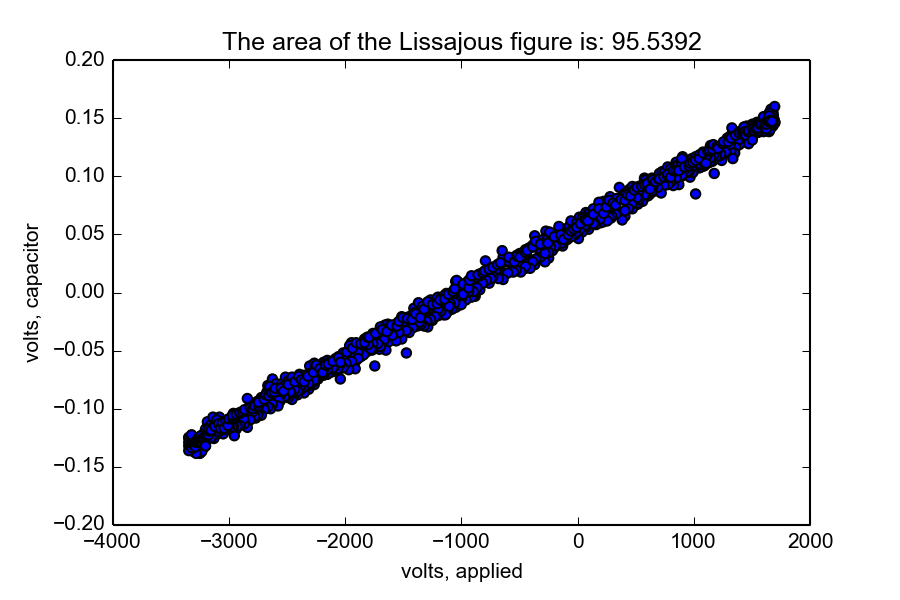 The area of the Lissajous figure is: 95.5392
0.20
0.15
0.10
0.05
0.00
−0.05
−0.10
−0.15
−0.20
volts, capacitor
−4000 −3000 −2000 −1000 0 1000 2000
volts, applied